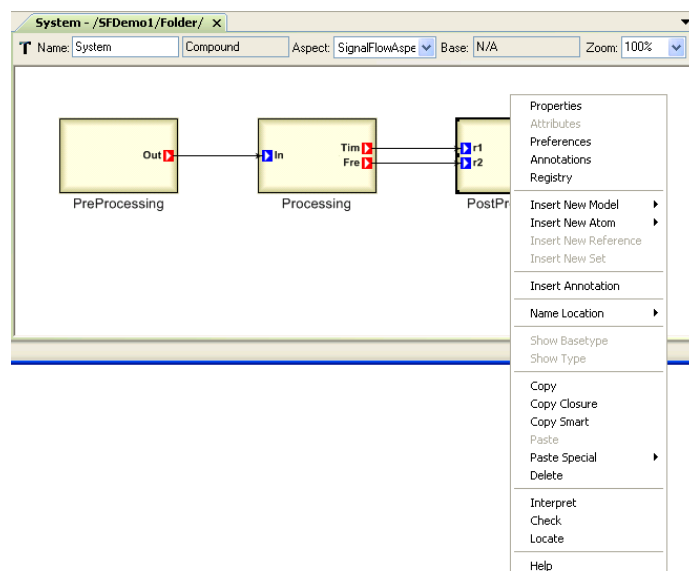 System - /SFDemo1/Folder/ ×
T Name: System Compound Aspect: SignalFlowAspe Base: N/A Zoom: 100%
Out In Tim r1
Fre r2
PreProcessing Processing PostPr
Properties
Attributes
Preferences
Annotations
Registry
Insert New Model
Insert New Atom
Insert New Reference
Insert New Set
Insert Annotation
Name Location
Show Basetype
Show Type
Copy
Copy Closure
Copy Smart
Paste
Paste Special
Delete
Interpret
Check
Locate
Help